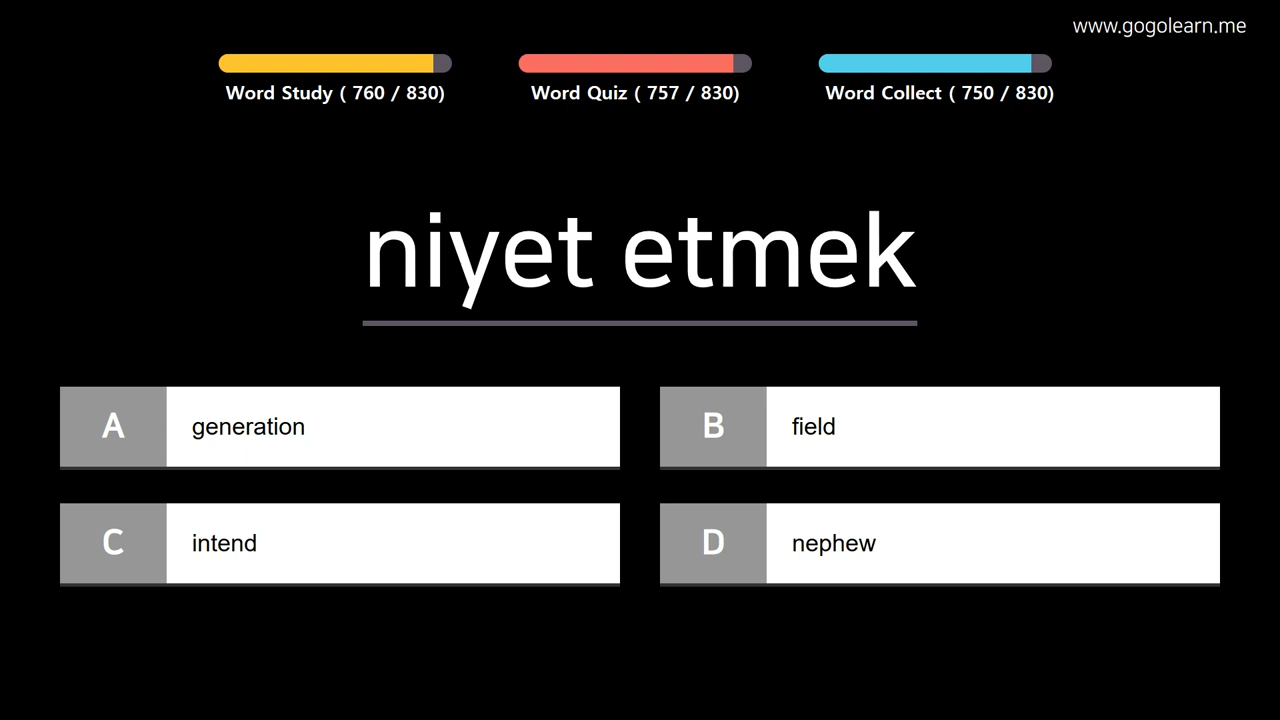 www.gogolearn.me
Word Study ( 760 / 830)
Word Quiz ( 757 / 830)
Word Collect ( 750 / 830)
niyet etmek
A generation
B field
C intend
D nephew